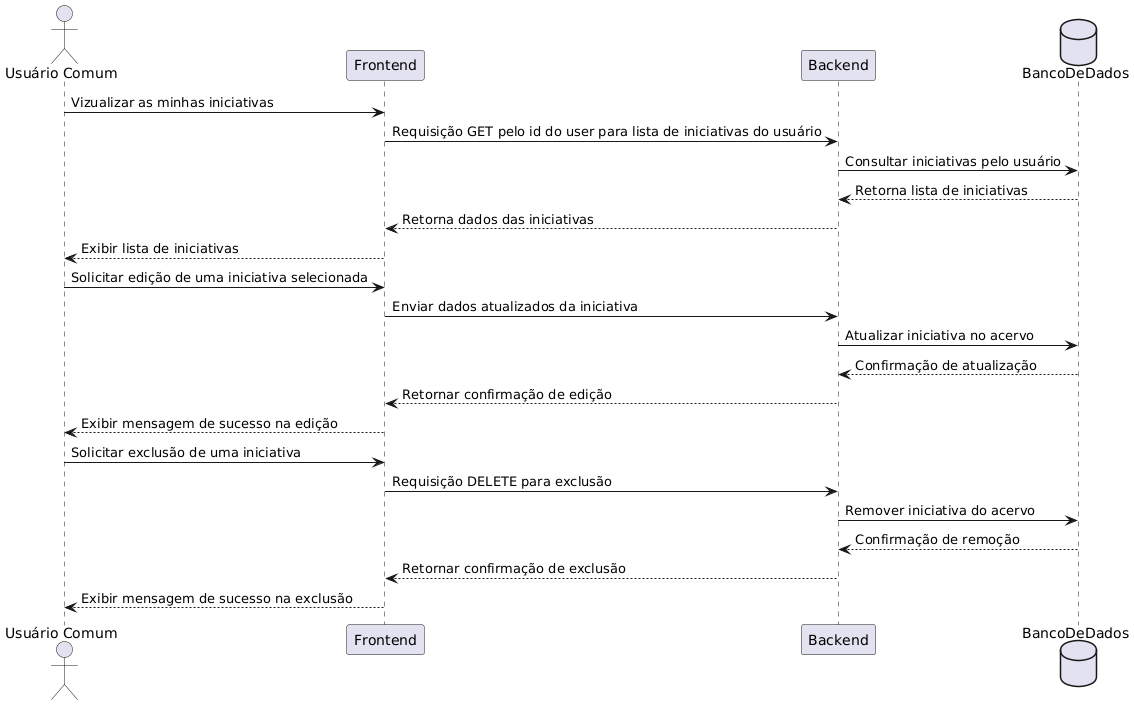 Usuário Comum
Frontend
Backend
BancoDeDados
Vizualizar as minhas iniciativas
Requisição GET pelo id do user para lista de iniciativas do usuário
Consultar iniciativas pelo usuário
Retorna lista de iniciativas
Retorna dados das iniciativas
Exibir lista de iniciativas
Solicitar edição de uma iniciativa selecionada
Enviar dados atualizados da iniciativa
Atualizar iniciativa no acervo
Confirmação de atualização
Retornar confirmação de edição
Exibir mensagem de sucesso na edição
Solicitar exclusão de uma iniciativa
Requisição DELETE para exclusão
Remover iniciativa do acervo
Confirmação de remoção
Retornar confirmação de exclusão
Exibir mensagem de sucesso na exclusão
Usuário Comum
Frontend
Backend
BancoDeDados